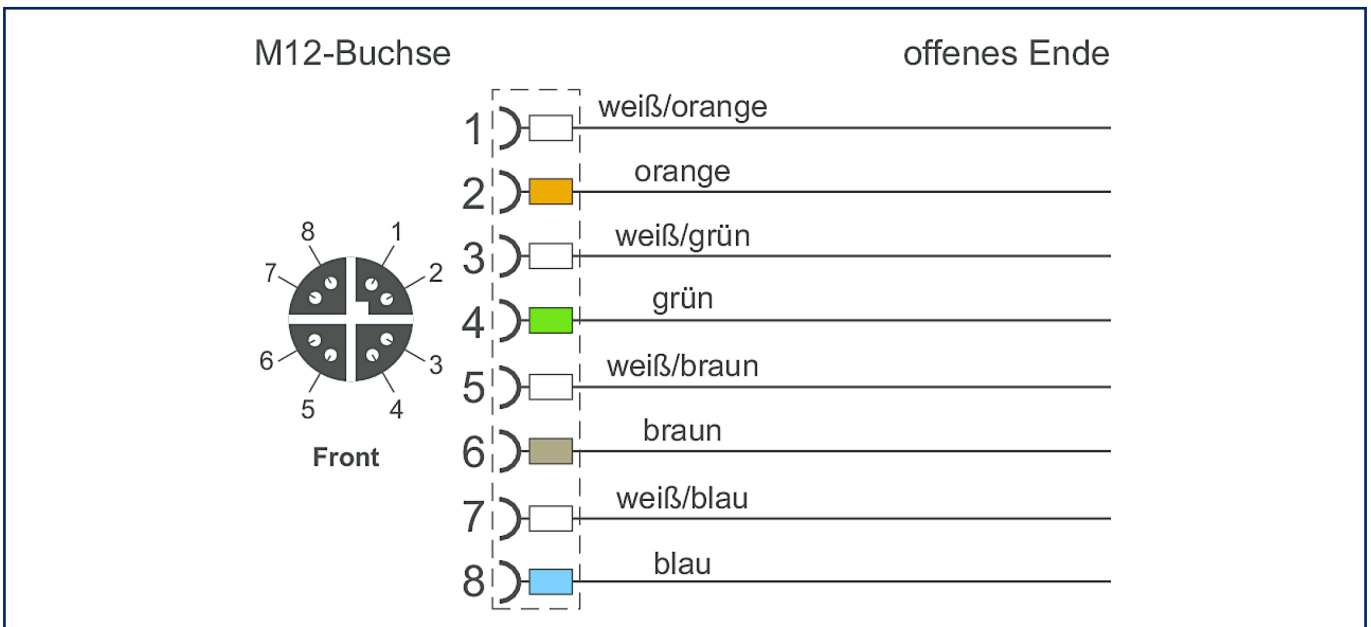 M12-Buchse offenes Ende
1 weiß/orange
2 orange
3 weiß/grün
4 grün
5 weiß/braun
6 braun
7 weiß/blau
8 blau
8 1
7 2
6 3
5 4
Front